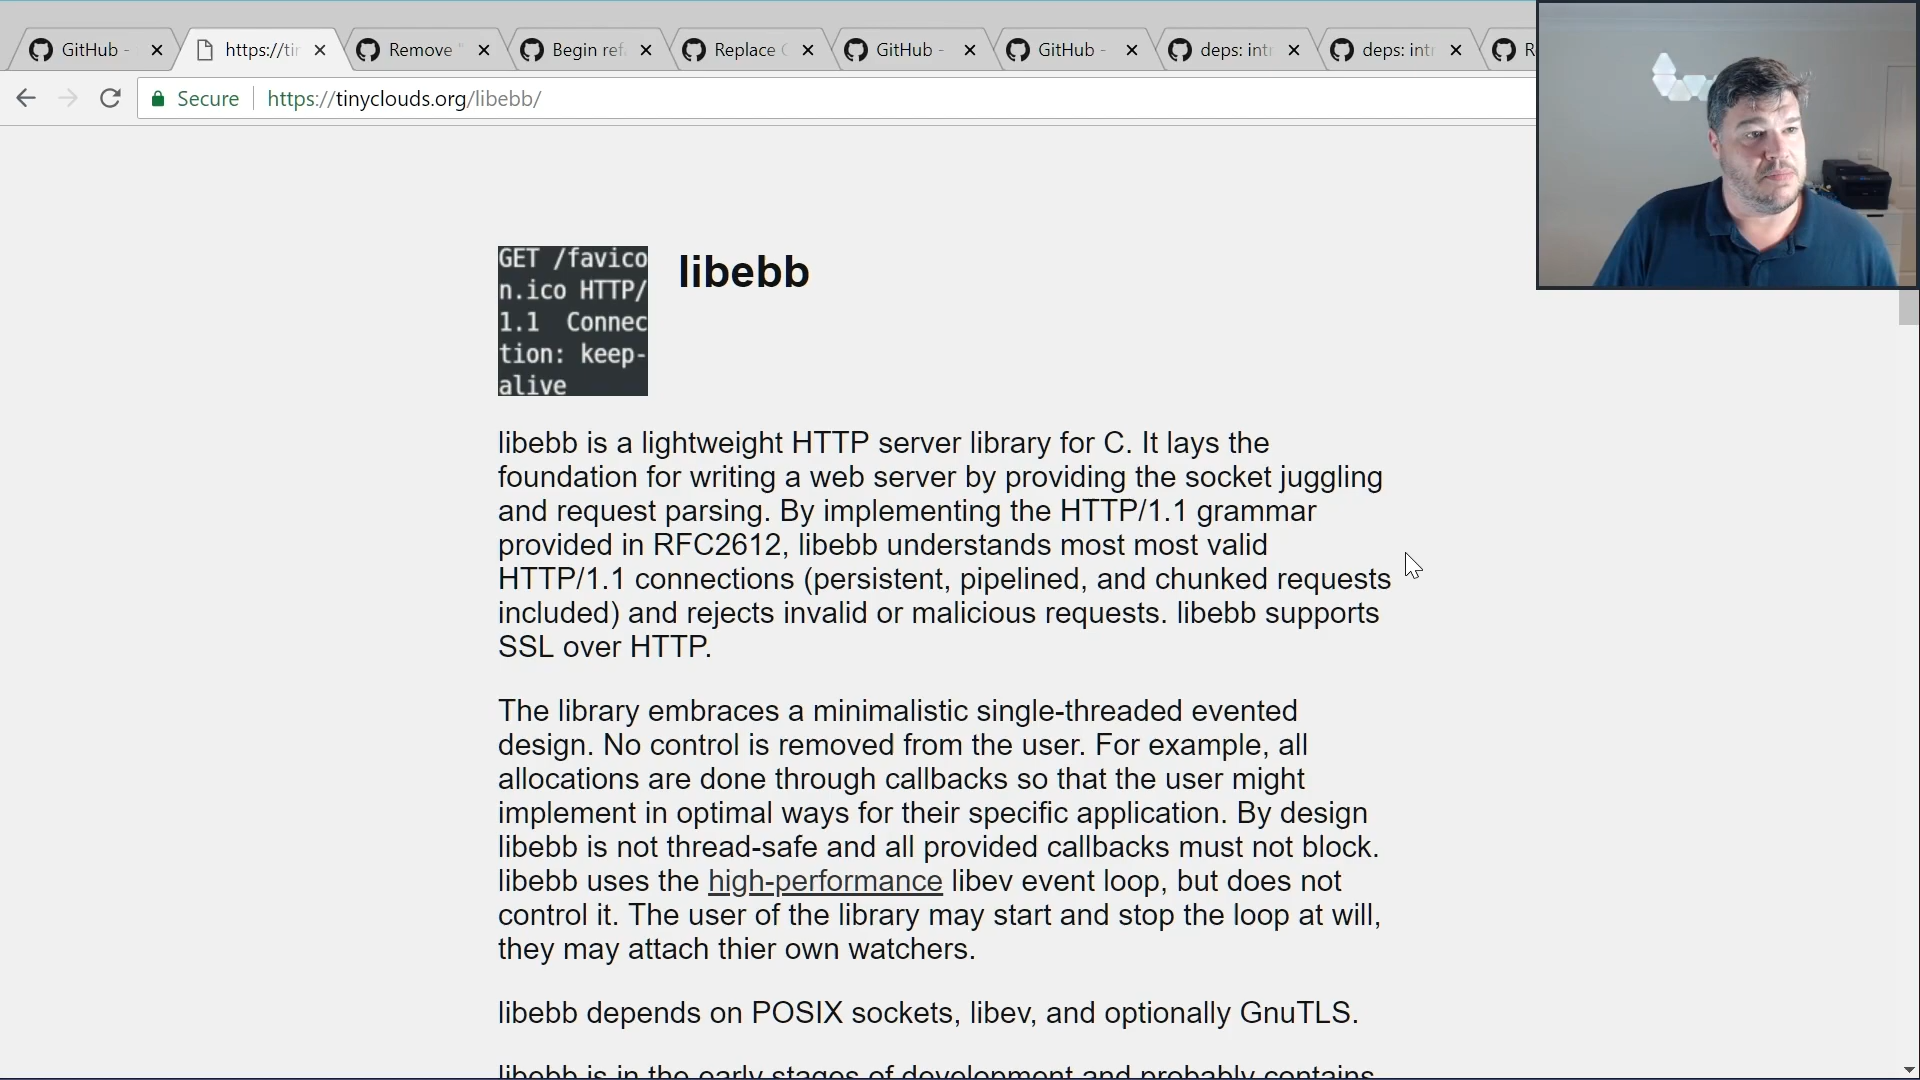 GitHub -
https://tin
Remove "
Begin ref
Replace
GitHub -
GitHub -
deps: intr
deps: intr
R
Secure
https://tinyclouds.org/libebb/
GET /favico
n.ico HTTP/
1.1 Connec
tion: keep-
alive
libebb
libebb is a lightweight HTTP server library for C. It lays the
foundation for writing a web server by providing the socket juggling
and request parsing. By implementing the HTTP/1.1 grammar
provided in RFC2612, libebb understands most most valid
HTTP/1.1 connections (persistent, pipelined, and chunked requests
included) and rejects invalid or malicious requests. libebb supports
SSL over HTTP.
The library embraces a minimalistic single-threaded evented
design. No control is removed from the user. For example, all
allocations are done through callbacks so that the user might
implement in optimal ways for their specific application. By design
libebb is not thread-safe and all provided callbacks must not block.
libebb uses the high-performance libev event loop, but does not
control it. The user of the library may start and stop the loop at will,
they may attach thier own watchers.
libebb depends on POSIX sockets, libev, and optionally GnuTLS.
libebb is in the early stages of development and probably contains